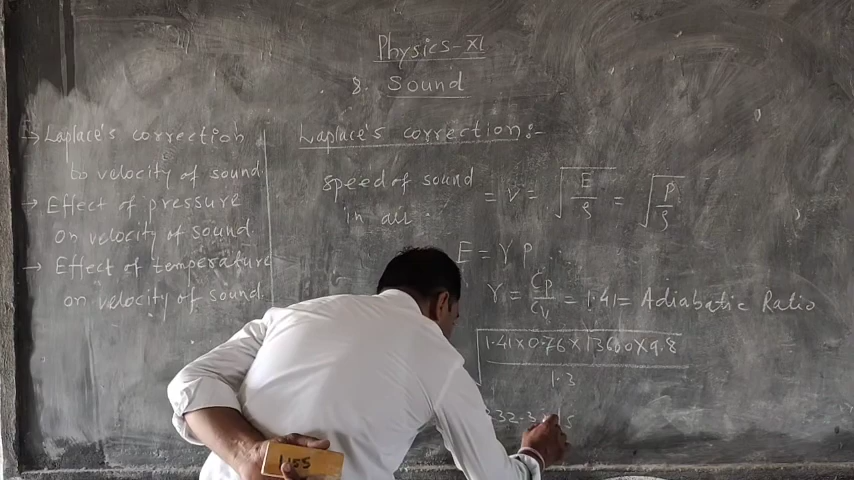 Physics-XI
8. Sound
→ Laplace's correction
to velocity of sound
→ Effect of pressure
on velocity of sound.
→ Effect of temperature
on velocity of sound.
Laplace's correction:-
speed of sound
in air.
= v = √(E/ρ) = √(P/ρ)
E = γ P
γ = Cp/Cv = 1.41 = Adiabatic Ratio
√(1.41×0.76×13600×9.8/1.3)
1155